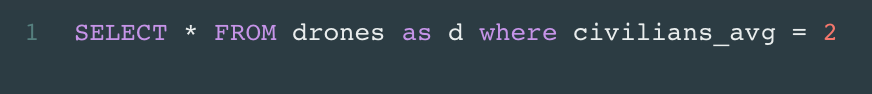 1 SELECT * FROM drones as d where civilians_avg = 2